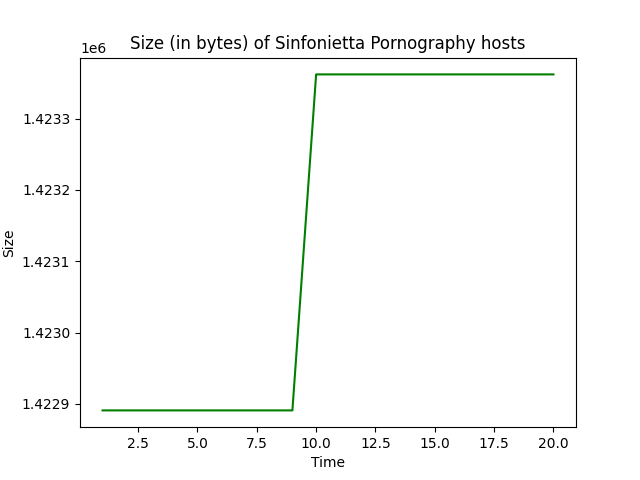 Size (in bytes) of Sinfonietta Pornography hosts
1e6
1.4233
1.4232
1.4231
1.4230
1.4229
Size
2.5 5.0 7.5 10.0 12.5 15.0 17.5 20.0
Time